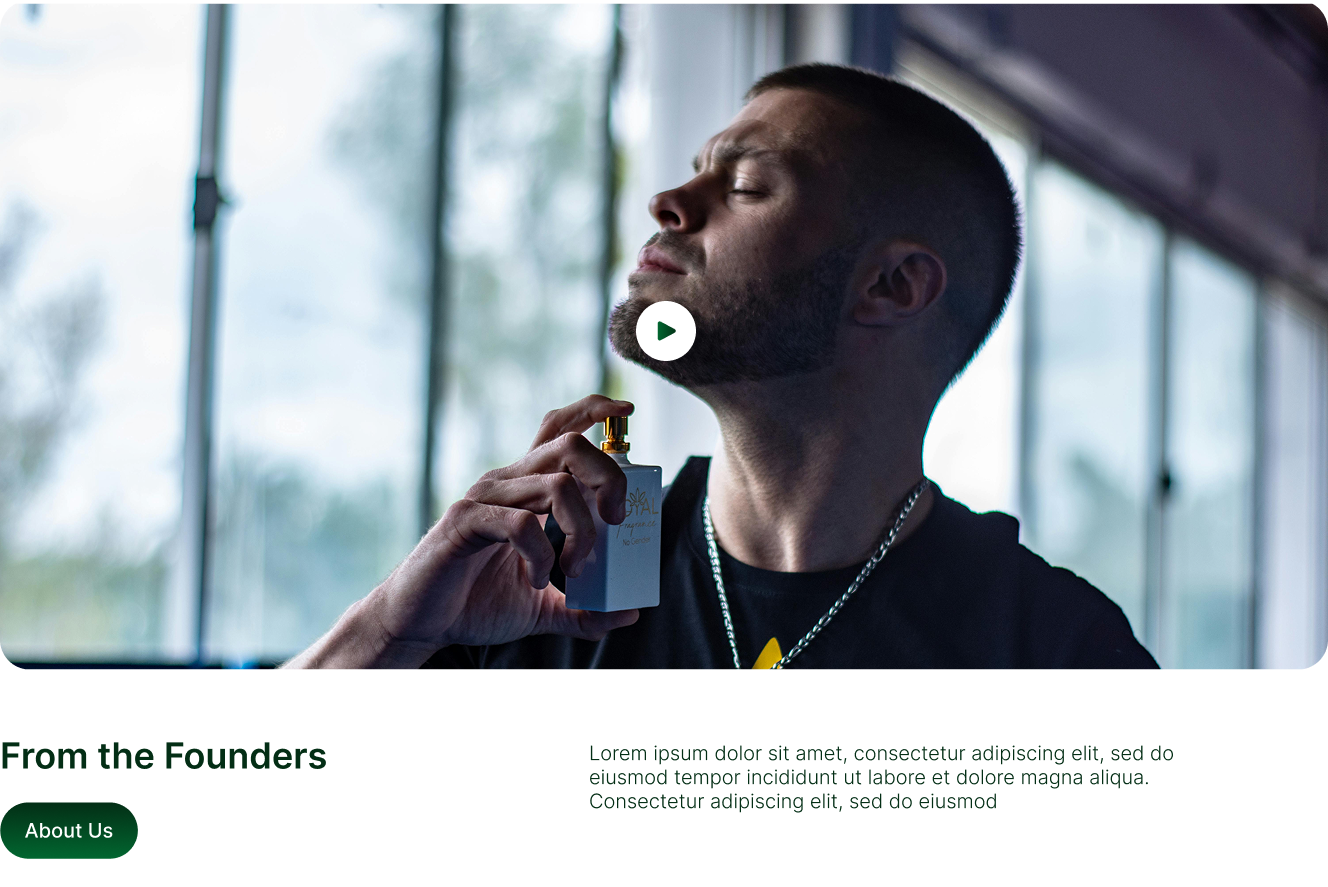 From the Founders
About Us
Lorem ipsum dolor sit amet, consectetur adipiscing elit, sed do
eiusmod tempor incididunt ut labore et dolore magna aliqua.
Consectetur adipiscing elit, sed do eiusmod